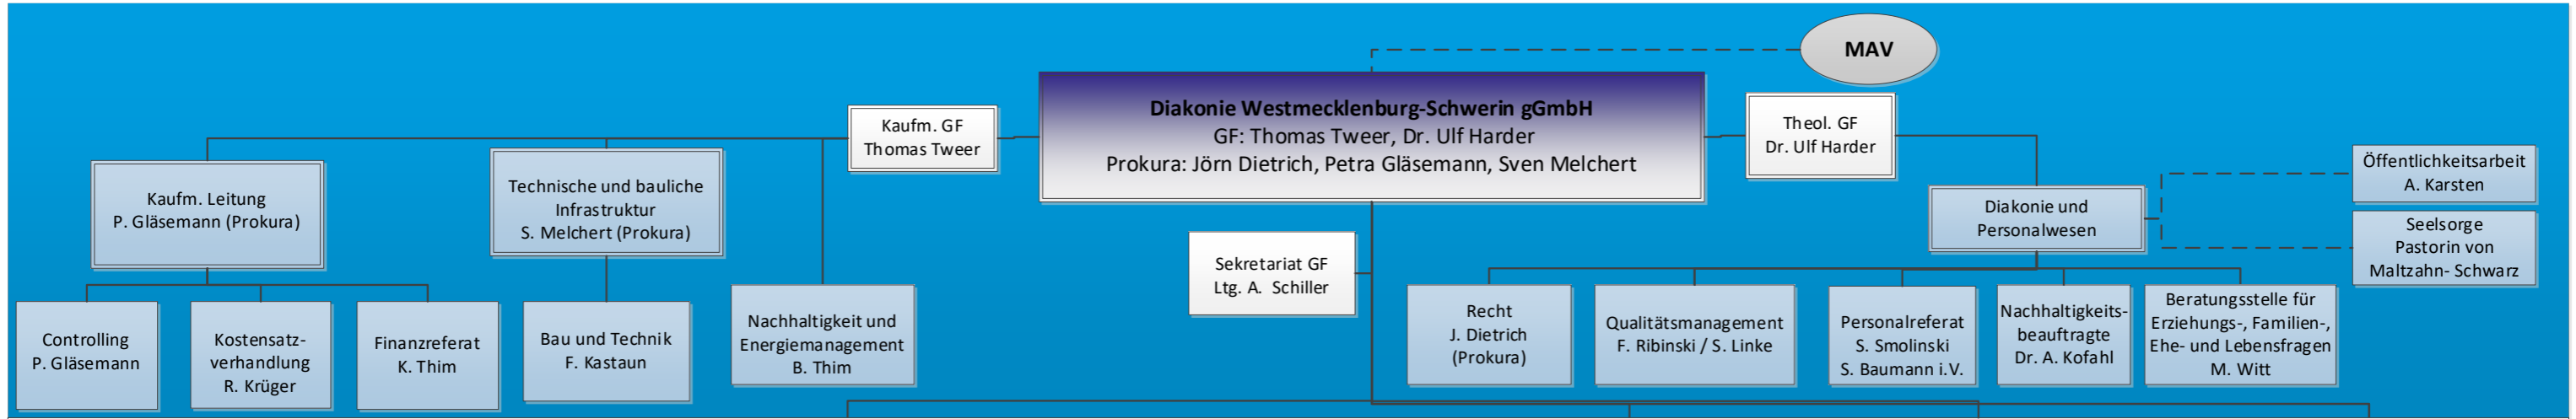 MAV
Diakonie Westmecklenburg-Schwerin gGmbH
GF: Thomas Tweer, Dr. Ulf Harder
Prokura: Jörn Dietrich, Petra Gläsemann, Sven Melchert
Kaufm. GF
Thomas Tweer
Theol. GF
Dr. Ulf Harder
Kaufm. Leitung
P. Gläsemann (Prokura)
Technische und bauliche
Infrastruktur
S. Melchert (Prokura)
Diakonie und
Personalwesen
Öffentlichkeitsarbeit
A. Karsten
Seelsorge
Pastorin von
Maltzahn- Schwarz
Sekretariat GF
Ltg. A. Schiller
Controlling
P. Gläsemann
Kostensatz-
verhandlung
R. Krüger
Finanzreferat
K. Thim
Bau und Technik
F. Kastaun
Nachhaltigkeit und
Energiemanagement
B. Thim
Recht
J. Dietrich
(Prokura)
Qualitätsmanagement
F. Ribinski / S. Linke
Personalreferat
S. Smolinski
S. Baumann i.V.
Nachhaltigkeits-
beauftragte
Dr. A. Kofahl
Beratungsstelle für
Erziehungs-, Familien-,
Ehe- und Lebensfragen
M. Witt